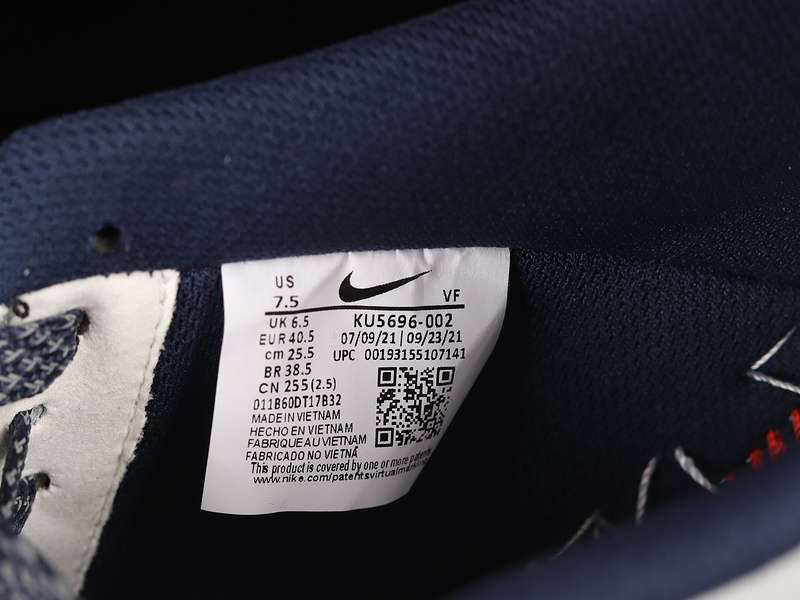 US
7.5 VF
UK 6.5 KU5696-002
EUR 40.5 07/09/21 | 09/23/21
cm 25.5 UPC 00193155107141
BR 38.5
CN 255 (2.5)
011B60DT17B32
MADE IN VIETNAM
HECHO EN VIETNAM
FABRIQUE AU VIETNAM
FABRICADO NO VIETNÃ
This product is covered by one or more patents
www.nike.com/patentsvirtualmarking